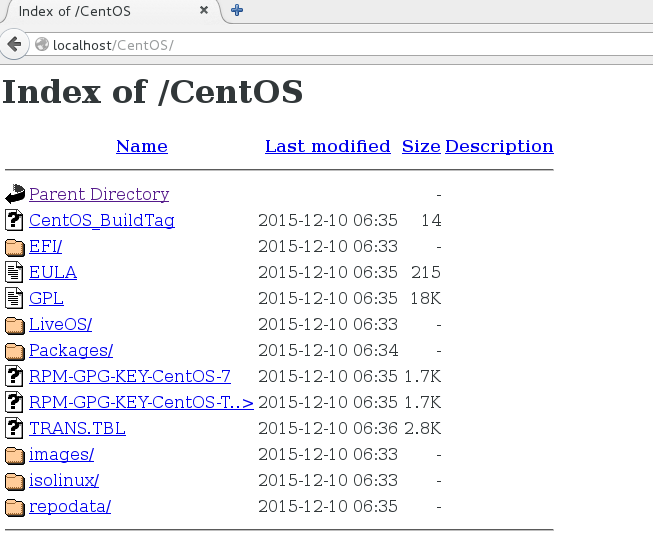 Index of /CentOS
localhost/CentOS/
Index of /CentOS
Name Last modified Size Description
Parent Directory -
CentOS_BuildTag 2015-12-10 06:35 14
EFI/ 2015-12-10 06:33 -
EULA 2015-12-10 06:35 215
GPL 2015-12-10 06:35 18K
LiveOS/ 2015-12-10 06:33 -
Packages/ 2015-12-10 06:34 -
RPM-GPG-KEY-CentOS-7 2015-12-10 06:35 1.7K
RPM-GPG-KEY-CentOS-T..> 2015-12-10 06:35 1.7K
TRANS.TBL 2015-12-10 06:36 2.8K
images/ 2015-12-10 06:33 -
isolinux/ 2015-12-10 06:33 -
repodata/ 2015-12-10 06:35 -